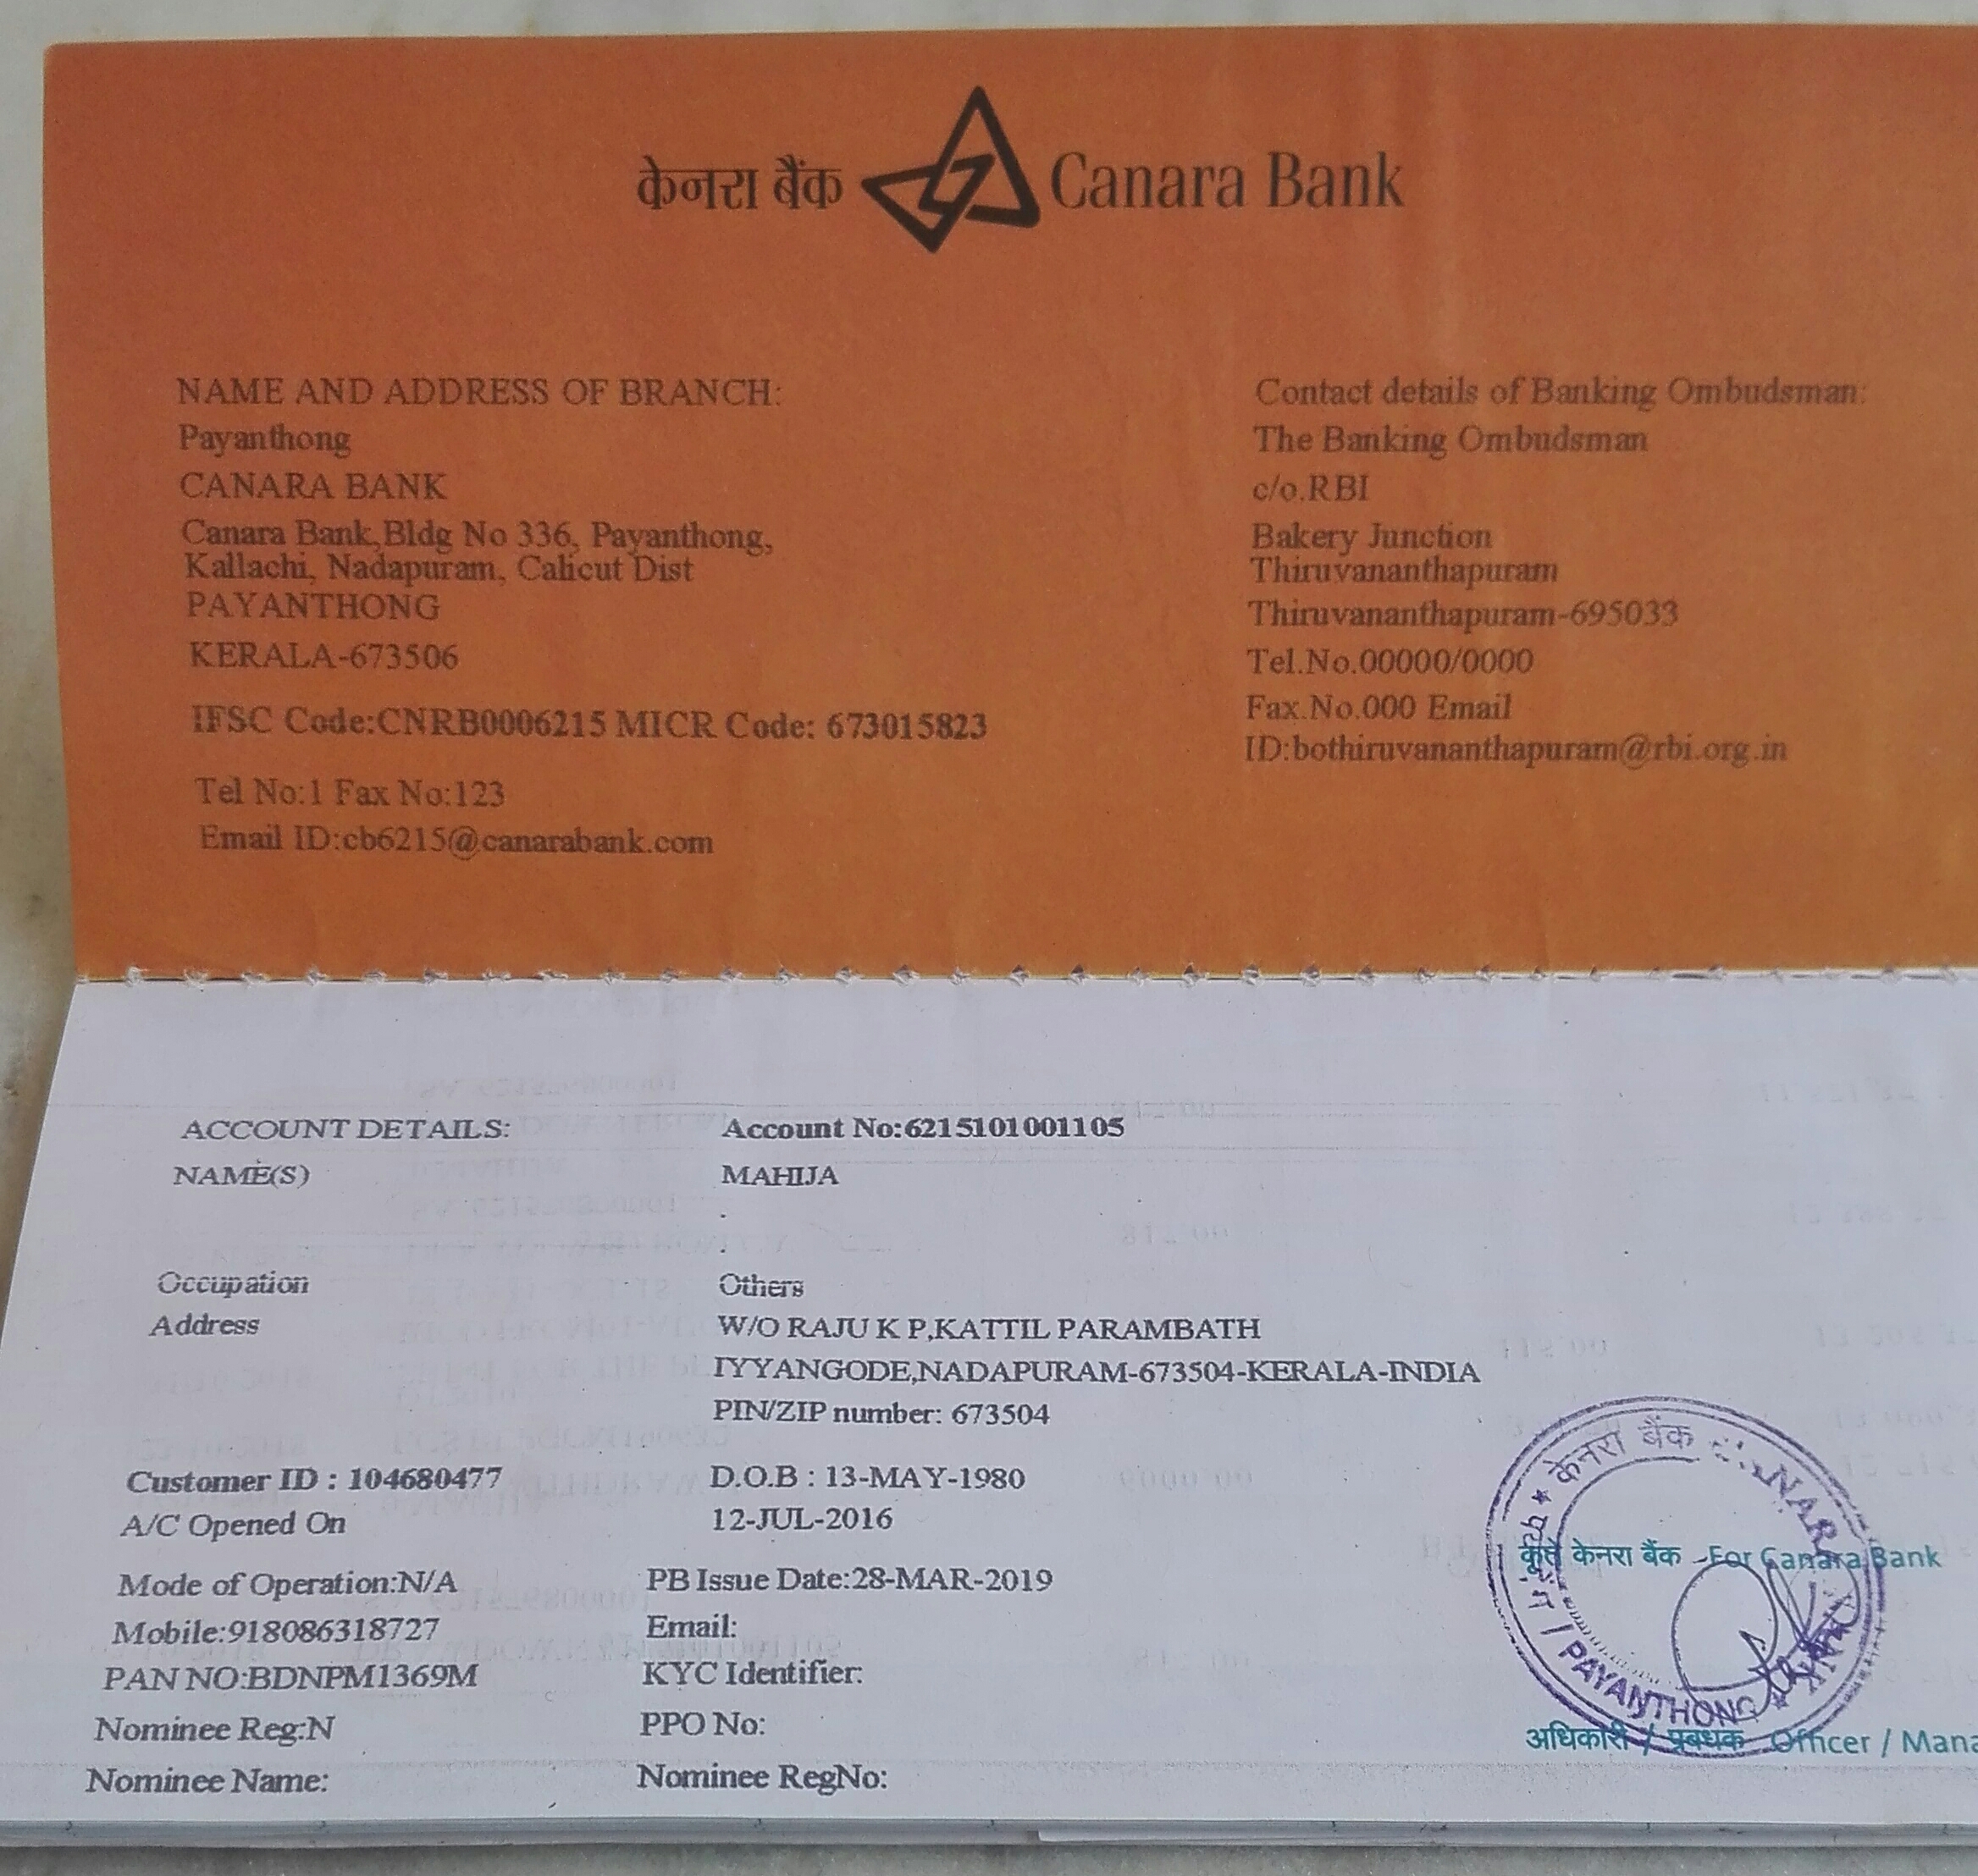 केनरा बैंक Canara Bank
NAME AND ADDRESS OF BRANCH:
Payanthong
CANARA BANK
Canara Bank,Bldg No 336, Payanthong,
Kallachi, Nadapuram, Calicut Dist
PAYANTHONG
KERALA-673506
IFSC Code:CNRB0006215 MICR Code: 673015823
Tel No:1 Fax No:123
Email ID:cb6215@canarabank.com
Contact details of Banking Ombudsman:
The Banking Ombudsman
c/o.RBI
Bakery Junction
Thiruvananthapuram
Thiruvananthapuram-695033
Tel.No.00000/0000
Fax.No.000 Email
ID:bothiruvananthapuram@rbi.org.in
ACCOUNT DETAILS: Account No:6215101001105
NAME(S) MAHIJA
.
.
Occupation Others
Address W/O RAJU K P,KATTIL PARAMBATH
IYYANGODE,NADAPURAM-673504-KERALA-INDIA
PIN/ZIP number: 673504
Customer ID : 104680477 D.O.B : 13-MAY-1980
A/C Opened On 12-JUL-2016
Mode of Operation:N/A PB Issue Date:28-MAR-2019
Mobile:918086318727 Email:
PAN NO:BDNPM1369M KYC Identifier:
Nominee Reg:N PPO No:
Nominee Name: Nominee RegNo:
केनरा बैंक
PAYANTHONG
कृते केनरा बैंक For Canara Bank
अधिकारी / प्रबंधक Officer /